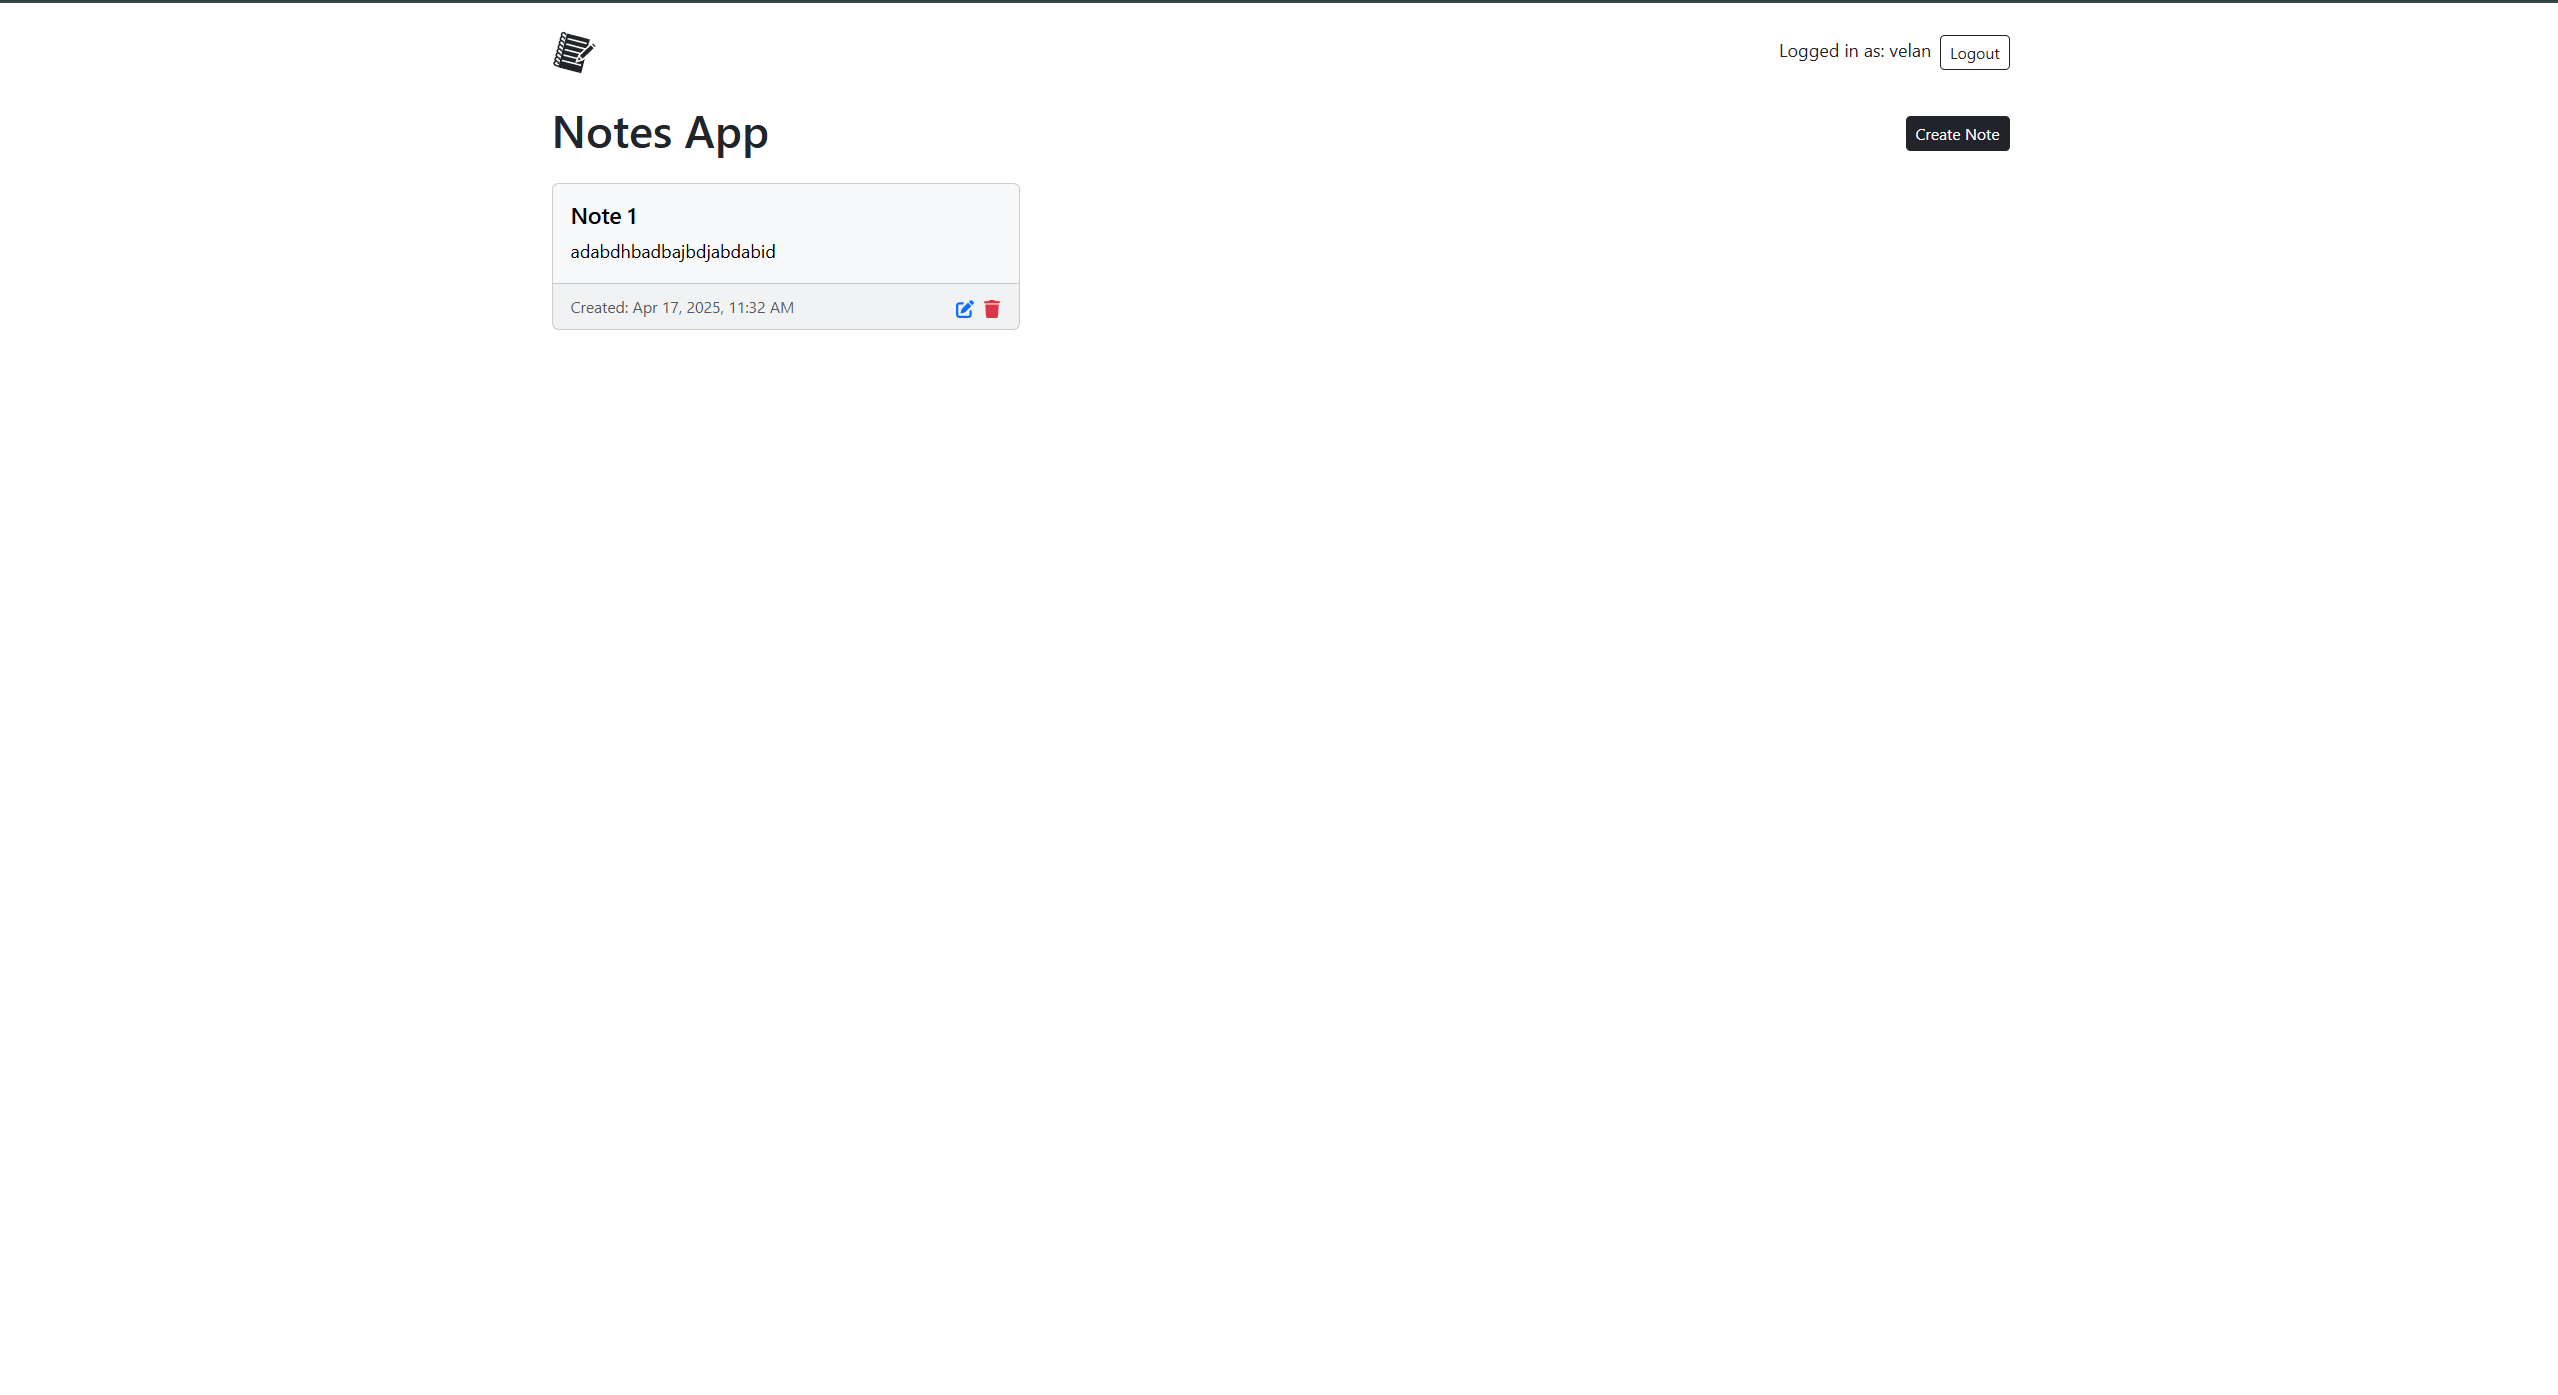 Logged in as: velan Logout
Notes App
Create Note
Note 1
adabdhbadbajbdjabdabid
Created: Apr 17, 2025, 11:32 AM